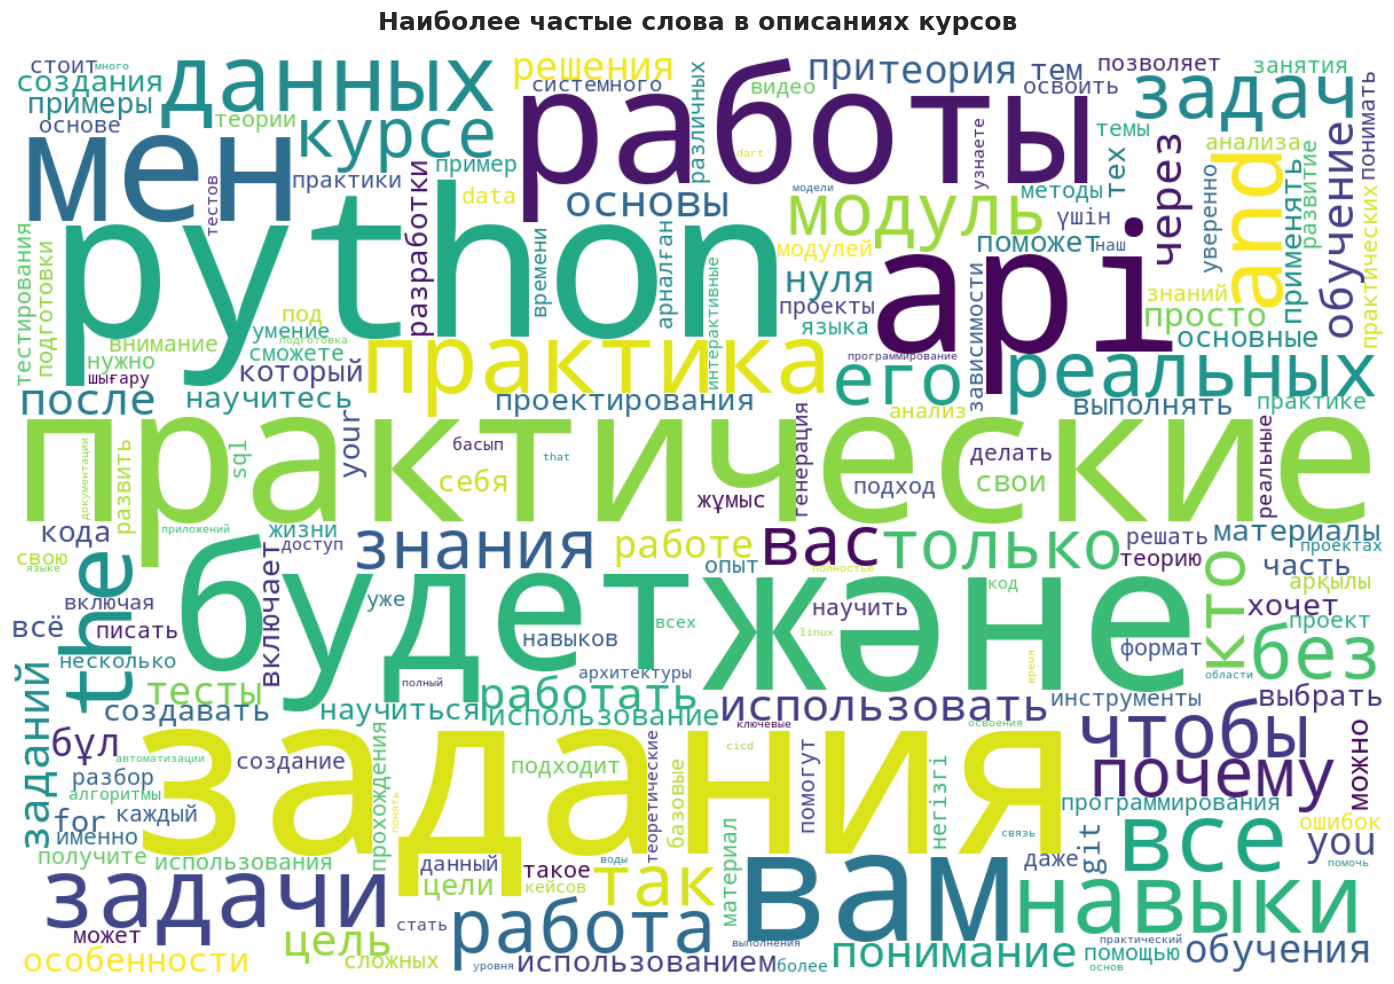 Наиболее частые слова в описаниях курсов
стоит
много
создания
примеры
основе
данных
теории
решения
системного
работы
различных
при
видео
теория
тем
освоить
позволяет
темы
занятия
задач
понимать
мен
курсе
практики
тестов
пример
data
разработки
основы
dart
модели
узнаете
методы
тех
үшін
через
анализа
and
уверенно
применять
развитие
обучение
практических
python
модуль
модулей
поможет
наш
api
нуля
проекты
языка
времени
арналған
интерактивные
зависимости
знаний
просто
основные
тестирования
подготовки
внимание
нужно
шығару
под
умение
подготовка
сможете
который
практика
программирование
его
реальных
после
научитесь
проектирования
анализ
выполнять
практике
практические
документации
развить
sql
your
басып
that
себя
жұмыс
генерация
подход
делать
свои
реальные
кода
свою
языке
приложений
жизни
доступ
знания
работе
опыт
вас
полностью
только
код
решать
теорию
материалы
проектах
часть
арқылы
включая
всё
писать
несколько
the
включает
будет
уже
навыков
всех
научить
linux
және
архитектуры
время
формат
кто
хочет
проект
без
области
выбрать
заданий
тесты
создавать
полный
научиться
работать
использование
использовать
ключевые
освоения
инструменты
чтобы
бұл
автоматизации
разбор
алгоритмы
создание
прохождения
подходит
cicd
помогут
теоретические
базовые
негізгі
почему
можно
for
каждый
именно
понять
задания
связь
программирования
ошибок
получите
использования
данный
такое
воды
даже
git
все
you
помочь
задачи
цели
кейсов
так
материал
вам
навыки
может
цель
стать
работа
выполнения
практический
особенности
сложных
уровня
использованием
более
понимание
помощью
основ
обучения